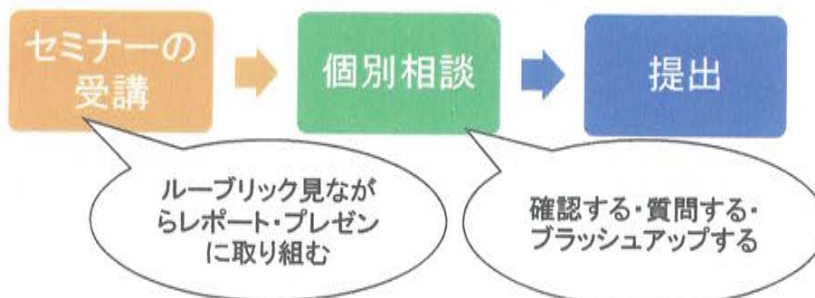 セミナーの
受講
個別相談
提出
ルーブリック見なが
らレポート・プレゼン
に取り組む
確認する・質問する・
ブラッシュアップする